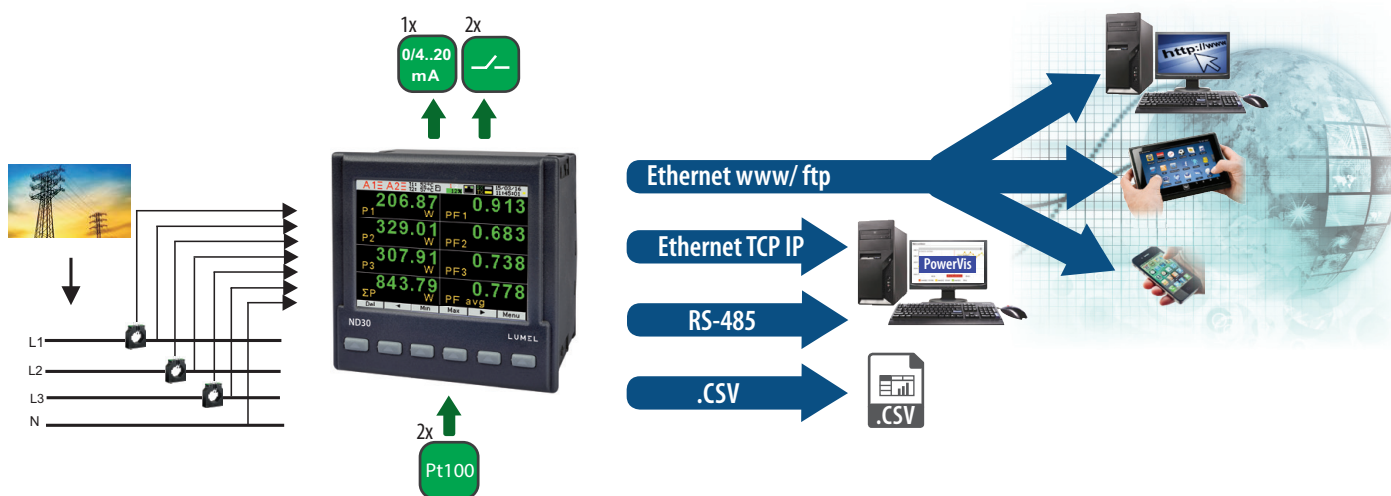 1x
2x
0/4..20
mA
A1 A2
206.87
P1 W
0.913
PF1
329.01
P2 W
0.683
PF2
307.91
P3 W
0.738
PF3
843.79
ΣP W
0.778
PF avg
Del ◄ Min Max ► Menu
ND30
LUMEL
2x
Pt100
L1
L2
L3
N
Ethernet www/ ftp
Ethernet TCP IP
RS-485
.CSV
http://www
PowerVis
.CSV